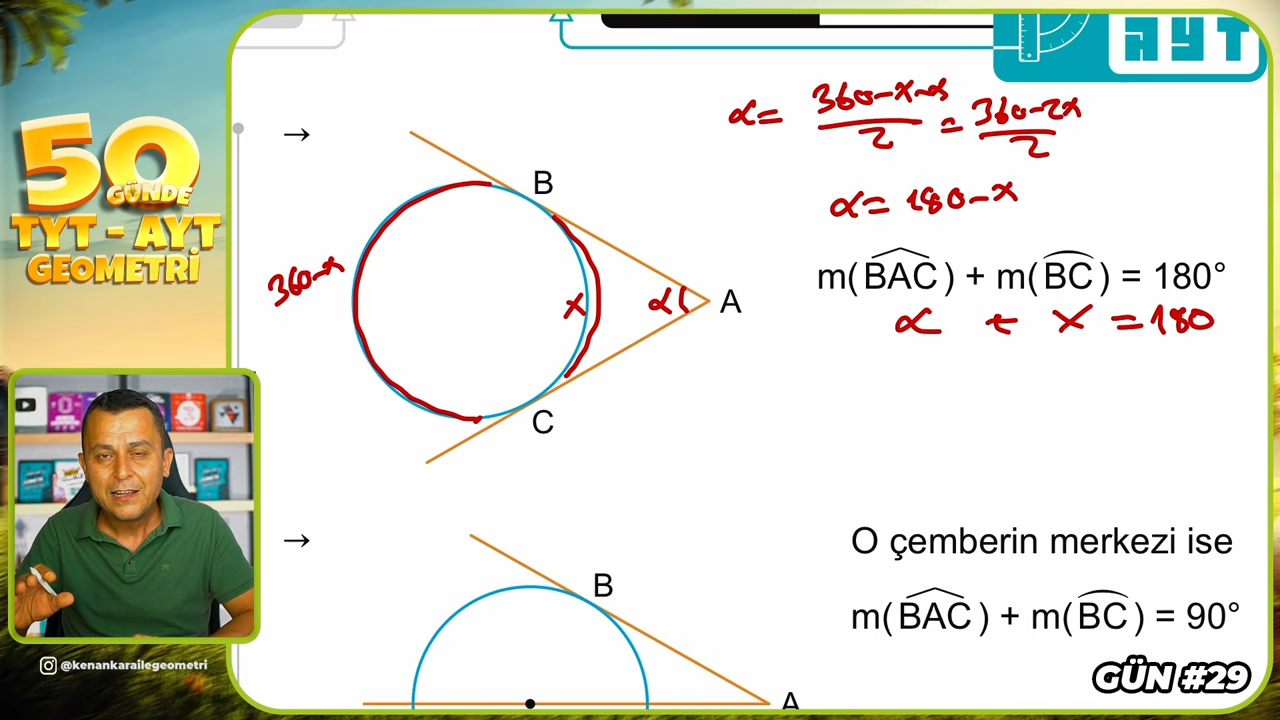 AYT
50
GÜNDE
TYT - AYT
GEOMETRİ
→
B
A
C
360-x
x
α
α = 360-x-x / 2 = 360-2x / 2
α = 180-x
m(BAC) + m(BC) = 180°
α + x = 180
→
B
A
O çemberin merkezi ise
m(BAC) + m(BC) = 90°
@kenankarailegeometri
GÜN #29